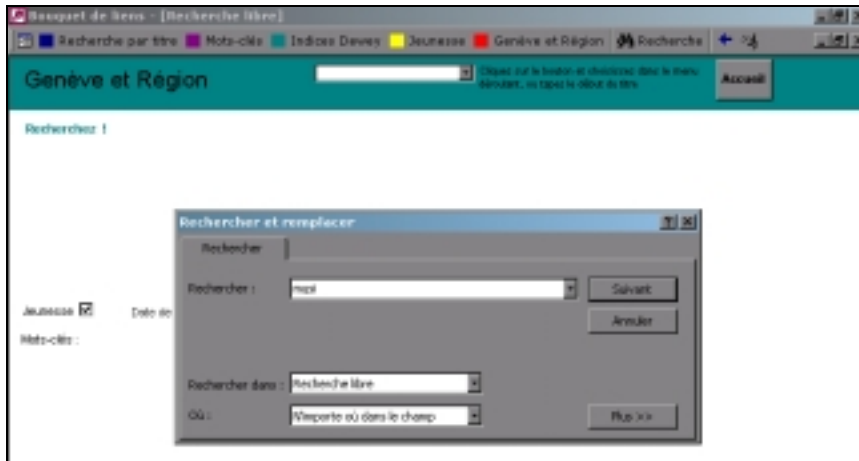 Bouquet de liens - [Recherche libre]
Recherche par titre Mots-clés Indices Dewey Jeunesse Genève et Région Recherche
Genève et Région
Cliquez sur le bouton et choisissez dans le menu
déroulant, ou tapez le début du titre
Accueil
Recherchez !
Rechercher et remplacer
Rechercher
Rechercher :
Suivant
Annuler
Jeunesse
Date de
Mots-clés :
Rechercher dans : Recherche libre
Où : N'importe où dans le champ
Plus >>